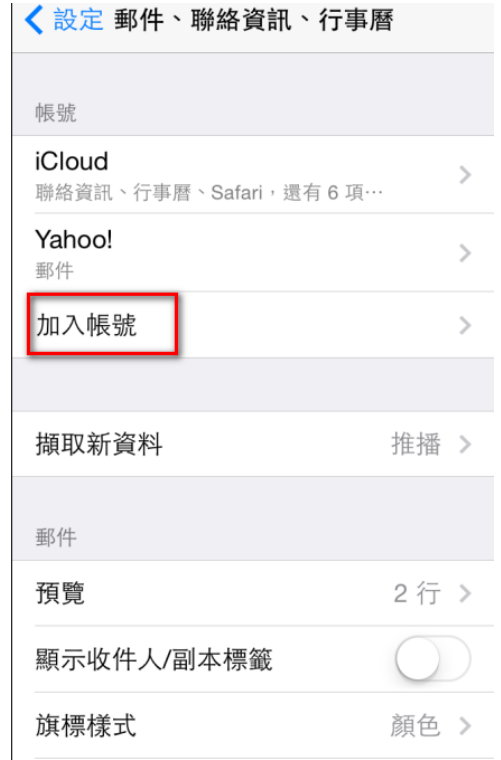 設定 郵件、聯絡資訊、行事曆
帳號
iCloud
聯絡資訊、行事曆、Safari，還有 6 項…
Yahoo!
郵件
加入帳號
擷取新資料 推播
郵件
預覽 2 行
顯示收件人/副本標籤
旗標樣式 顏色